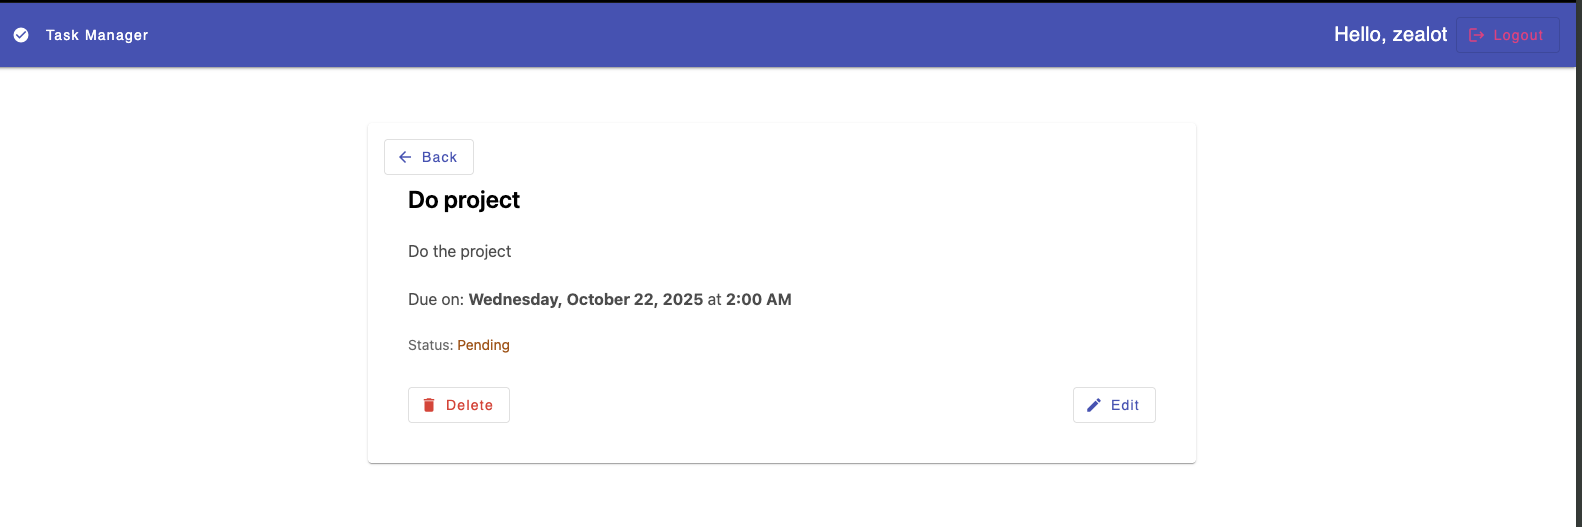 Task Manager
Hello, zealot
Logout
Back
Do project
Do the project
Due on: Wednesday, October 22, 2025 at 2:00 AM
Status: Pending
Delete
Edit